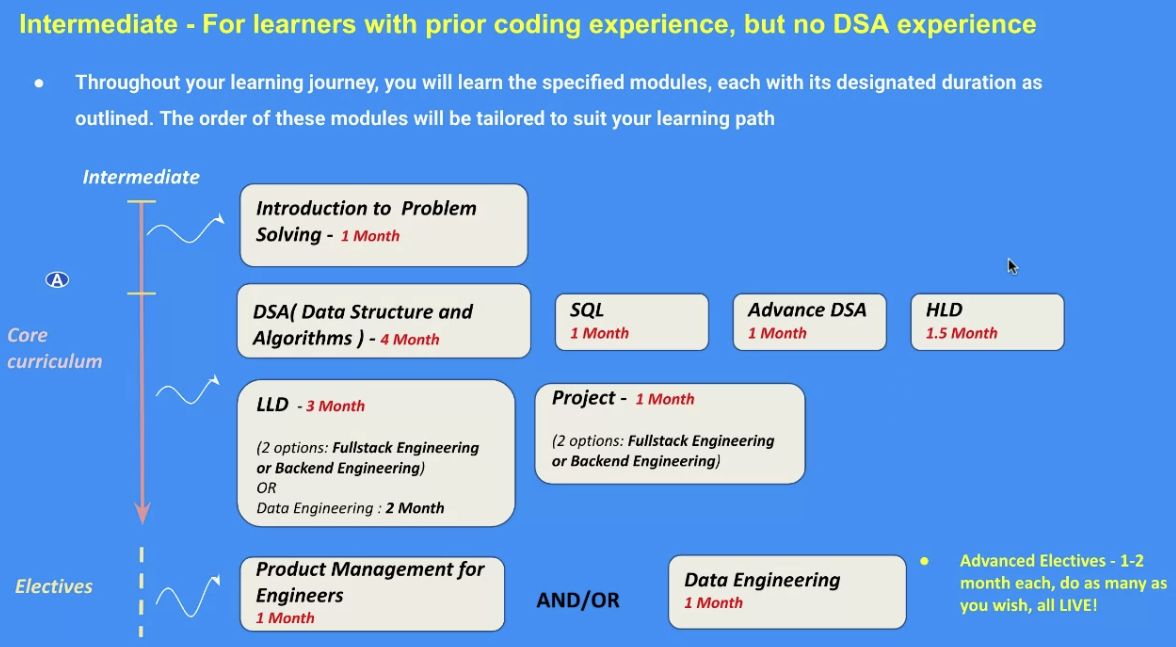 Intermediate - For learners with prior coding experience, but no DSA experience
● Throughout your learning journey, you will learn the specified modules, each with its designated duration as
outlined. The order of these modules will be tailored to suit your learning path
Intermediate
Introduction to Problem
Solving - 1 Month
A
Core
curriculum
DSA( Data Structure and
Algorithms ) - 4 Month
SQL
1 Month
Advance DSA
1 Month
HLD
1.5 Month
LLD - 3 Month
(2 options: Fullstack Engineering
or Backend Engineering)
OR
Data Engineering : 2 Month
Project - 1 Month
(2 options: Fullstack Engineering
or Backend Engineering)
Electives
Product Management for
Engineers
1 Month
AND/OR
Data Engineering
1 Month
● Advanced Electives - 1-2
month each, do as many as
you wish, all LIVE!